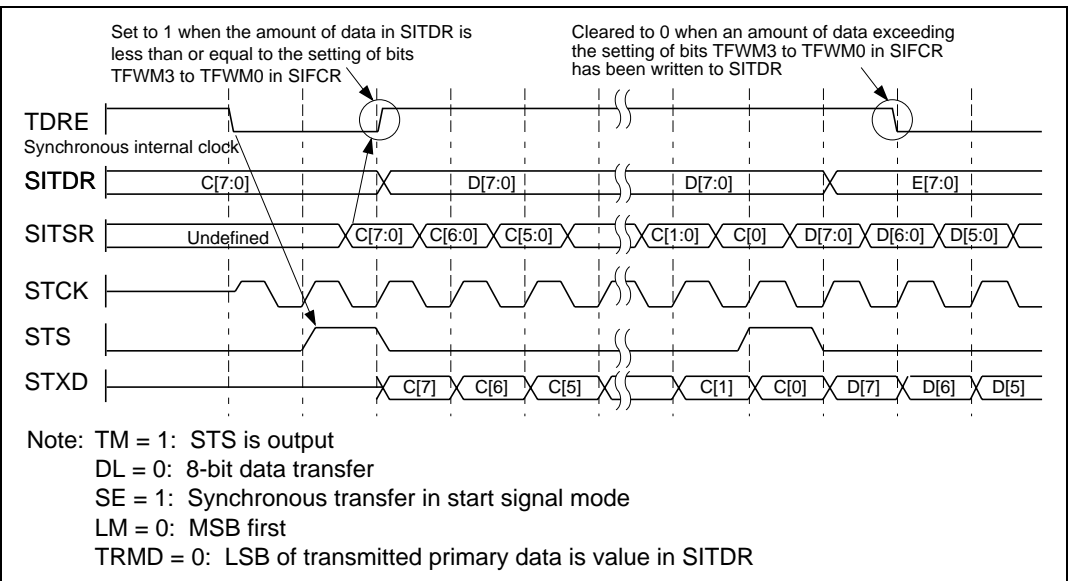 Set to 1 when the amount of data in SITDR is
less than or equal to the setting of bits
TFWM3 to TFWM0 in SIFCR
Cleared to 0 when an amount of data exceeding
the setting of bits TFWM3 to TFWM0 in SIFCR
has been written to SITDR
TDRE
Synchronous internal clock
SITDR C[7:0] D[7:0] D[7:0] E[7:0]
SITSR Undefined C[7:0] C[6:0] C[5:0] C[1:0] C[0] D[7:0] D[6:0] D[5:0]
STCK
STS
STXD C[7] C[6] C[5] C[1] C[0] D[7] D[6] D[5]
Note: TM = 1: STS is output
DL = 0: 8-bit data transfer
SE = 1: Synchronous transfer in start signal mode
LM = 0: MSB first
TRMD = 0: LSB of transmitted primary data is value in SITDR